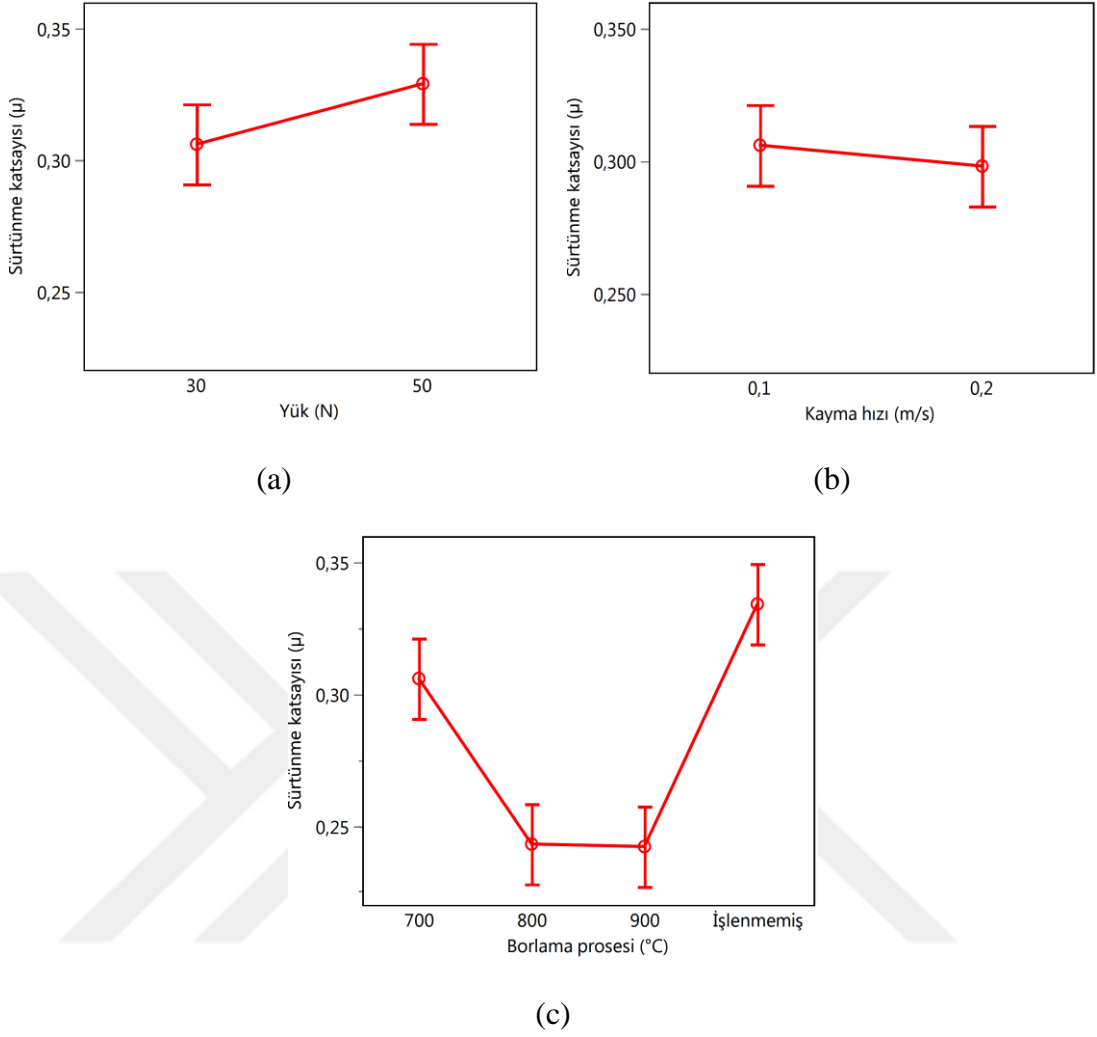 0,35
0,30
0,25
Sürtünme katsayısı (μ)
30
50
Yük (N)
(a)
0,350
0,300
0,250
Sürtünme katsayısı (μ)
0,1
0,2
Kayma hızı (m/s)
(b)
0,35
0,30
0,25
Sürtünme katsayısı (μ)
700
800
900
İşlenmemiş
Borlama prosesi (°C)
(c)